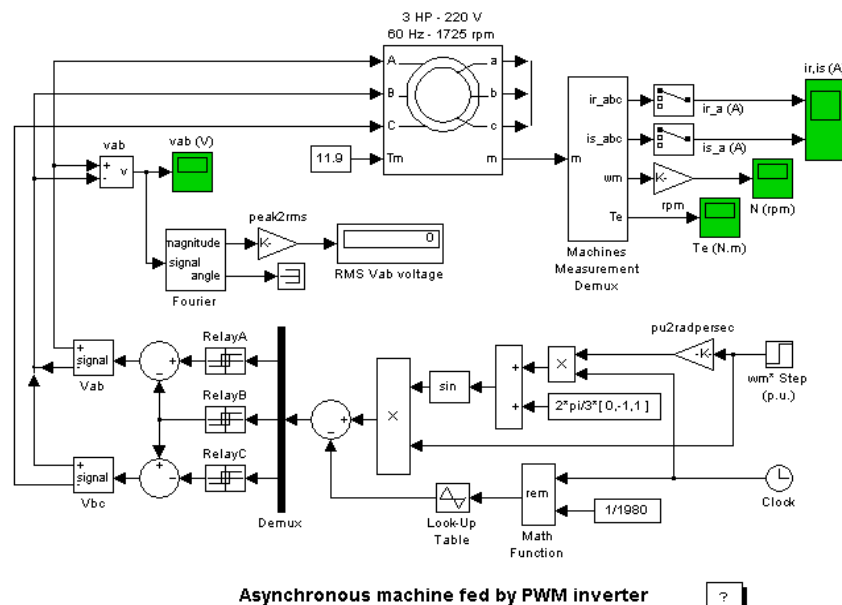 3 HP - 220 V
60 Hz - 1725 rpm
A
a
B
b
C
c
Tm
m
11.9
m
ir_abc
is_abc
wm
Te
Machines
Measurement
Demux
ir_a (A)
is_a (A)
ir,is (A
K-
rpm
N (rpm)
Te (N.m)
vab
+
-
v
vab (V)
magnitude
signal
angle
Fourier
peak2rms
K-
0
RMS Vab voltage
+
signal
-
Vab
+
-
RelayA
RelayB
RelayC
+
signal
-
Vbc
+
-
Demux
+
-
×
sin
+
+
×
2*pi/3*[ 0,-1,1 ]
pu2radpersec
-K-
wm* Step
(p.u.)
Clock
rem
Math
Function
1/1980
Look-Up
Table
Asynchronous machine fed by PWM inverter
?